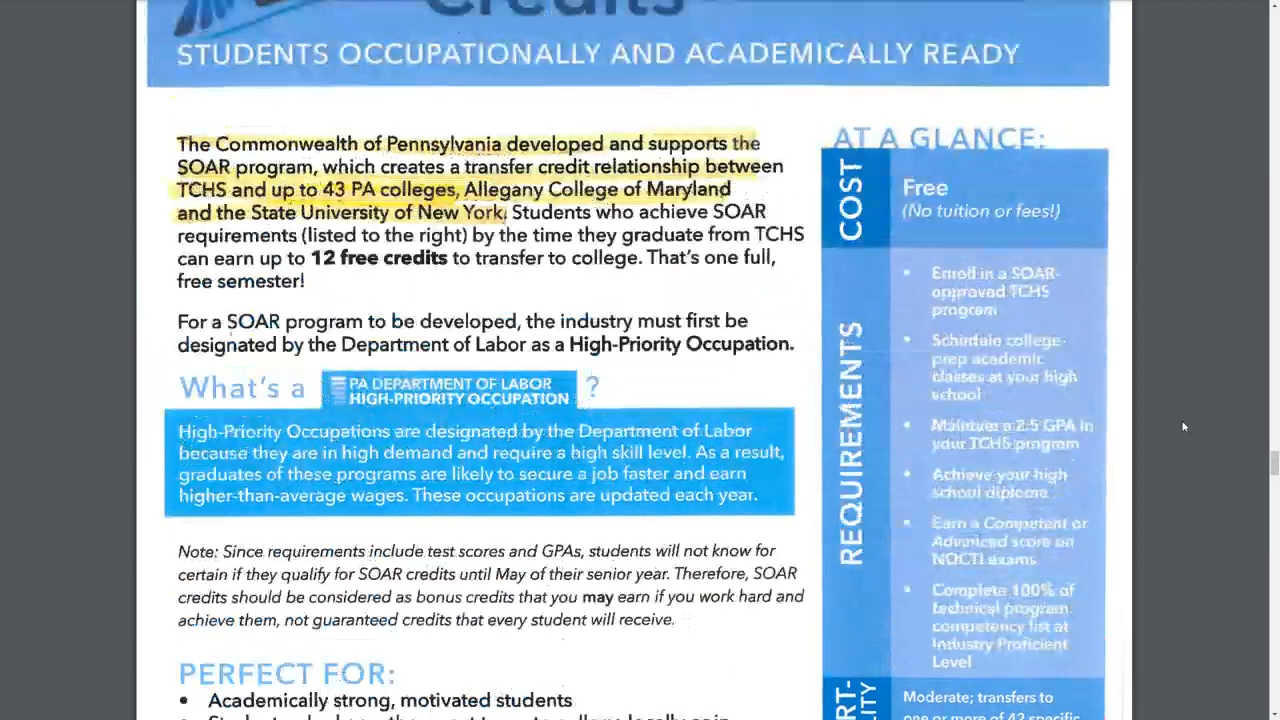 Credits
STUDENTS OCCUPATIONALLY AND ACADEMICALLY READY
The Commonwealth of Pennsylvania developed and supports the
SOAR program, which creates a transfer credit relationship between
TCHS and up to 43 PA colleges, Allegany College of Maryland
and the State University of New York. Students who achieve SOAR
requirements (listed to the right) by the time they graduate from TCHS
can earn up to 12 free credits to transfer to college. That's one full,
free semester!
For a SOAR program to be developed, the industry must first be
designated by the Department of Labor as a High-Priority Occupation.
What's a PA DEPARTMENT OF LABOR HIGH-PRIORITY OCCUPATION ?
High-Priority Occupations are designated by the Department of Labor
because they are in high demand and require a high skill level. As a result,
graduates of these programs are likely to secure a job faster and earn
higher-than-average wages. These occupations are updated each year.
Note: Since requirements include test scores and GPAs, students will not know for
certain if they qualify for SOAR credits until May of their senior year. Therefore, SOAR
credits should be considered as bonus credits that you may earn if you work hard and
achieve them, not guaranteed credits that every student will receive.
PERFECT FOR:
• Academically strong, motivated students
AT A GLANCE:
COST
Free
(No tuition or fees!)
REQUIREMENTS
• Enroll in a SOAR-
approved TCHS
program
• Schedule college-
prep academic
classes at your high
school
• Maintain a 2.5 GPA in
your TCHS program
• Achieve your high
school diploma
• Earn a Competent or
Advanced score on
NOCTI exams
• Complete 100% of
technical program
competency list at
Industry Proficient
Level
Moderate; transfers to
one or more of 42 specific